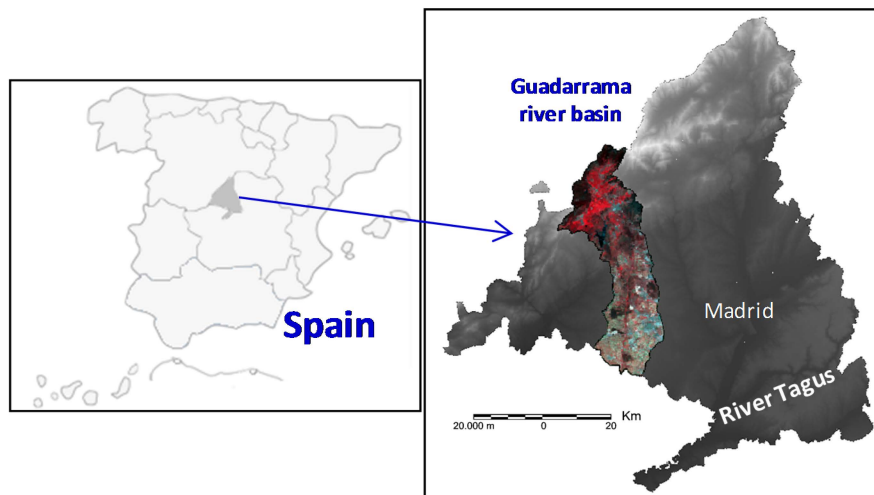 Spain
Guadarrama
river basin
Madrid
River Tagus
Km
20.000 m 0 20